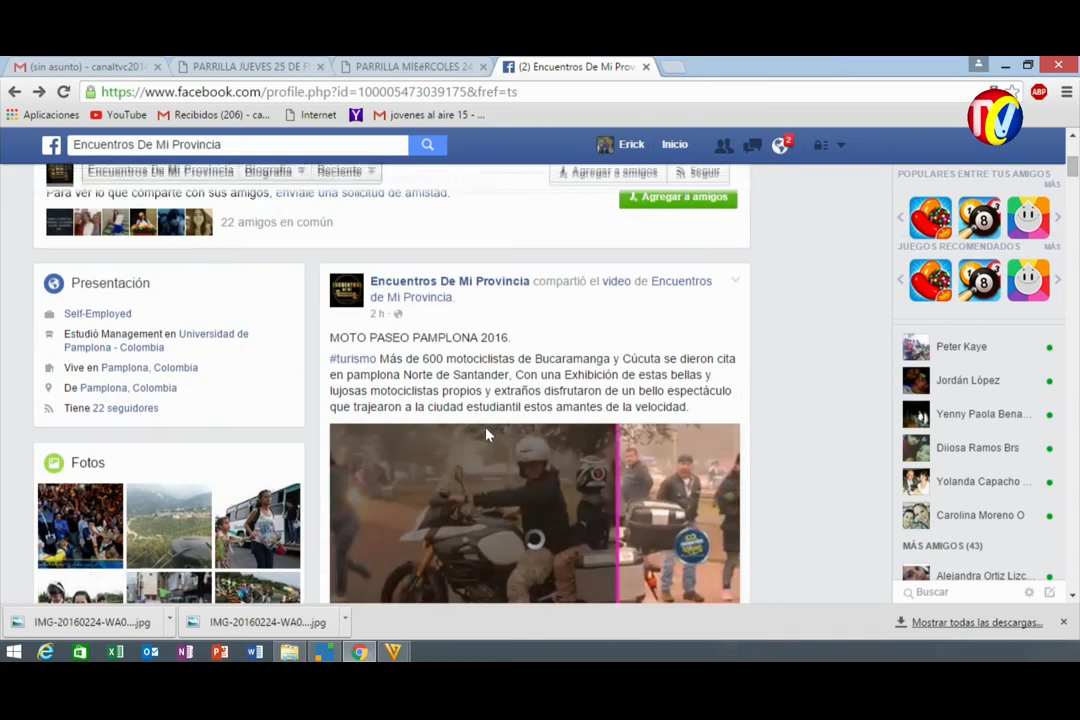 (sin asunto) - canaltvc201
PARRILLA JUEVES 25 DE F
PARRILLA MIÉRCOLES 24
(2) Encuentros De Mi Prov
https://www.facebook.com/profile.php?id=100005473039175&fref=ts
ABP
Aplicaciones
YouTube
Recibidos (206) - ca...
Internet
jovenes al aire 15 - ...
TVC
Encuentros De Mi Provincia
Erick
Inicio
2
Encuentros De Mi Provincia
Biografía
Reciente
Agregar a amigos
Seguir
Para ver lo que comparte con sus amigos, envíale una solicitud de amistad.
Agregar a amigos
22 amigos en común
POPULARES ENTRE TUS AMIGOS
MÁS
JUEGOS RECOMENDADOS
MÁS
Presentación
Self-Employed
Estudió Management en Universidad de
Pamplona - Colombia
Vive en Pamplona, Colombia
De Pamplona, Colombia
Tiene 22 seguidores
Fotos
Encuentros De Mi Provincia compartió el video de Encuentros
de Mi Provincia.
2 h ·
MOTO PASEO PAMPLONA 2016.
#turismo Más de 600 motociclistas de Bucaramanga y Cúcuta se dieron cita
en pamplona Norte de Santander, Con una Exhibición de estas bellas y
lujosas motociclistas propios y extraños disfrutaron de un bello espectáculo
que trajearon a la ciudad estudiantil estos amantes de la velocidad.
Peter Kaye
Jordán López
Yenny Paola Bena...
Diiosa Ramos Brs
Yolanda Capacho ...
Carolina Moreno O
MÁS AMIGOS (43)
Alejandra Ortiz Lizc...
Buscar
IMG-20160224-WA0....jpg
IMG-20160224-WA0....jpg
Mostrar todas las descargas...